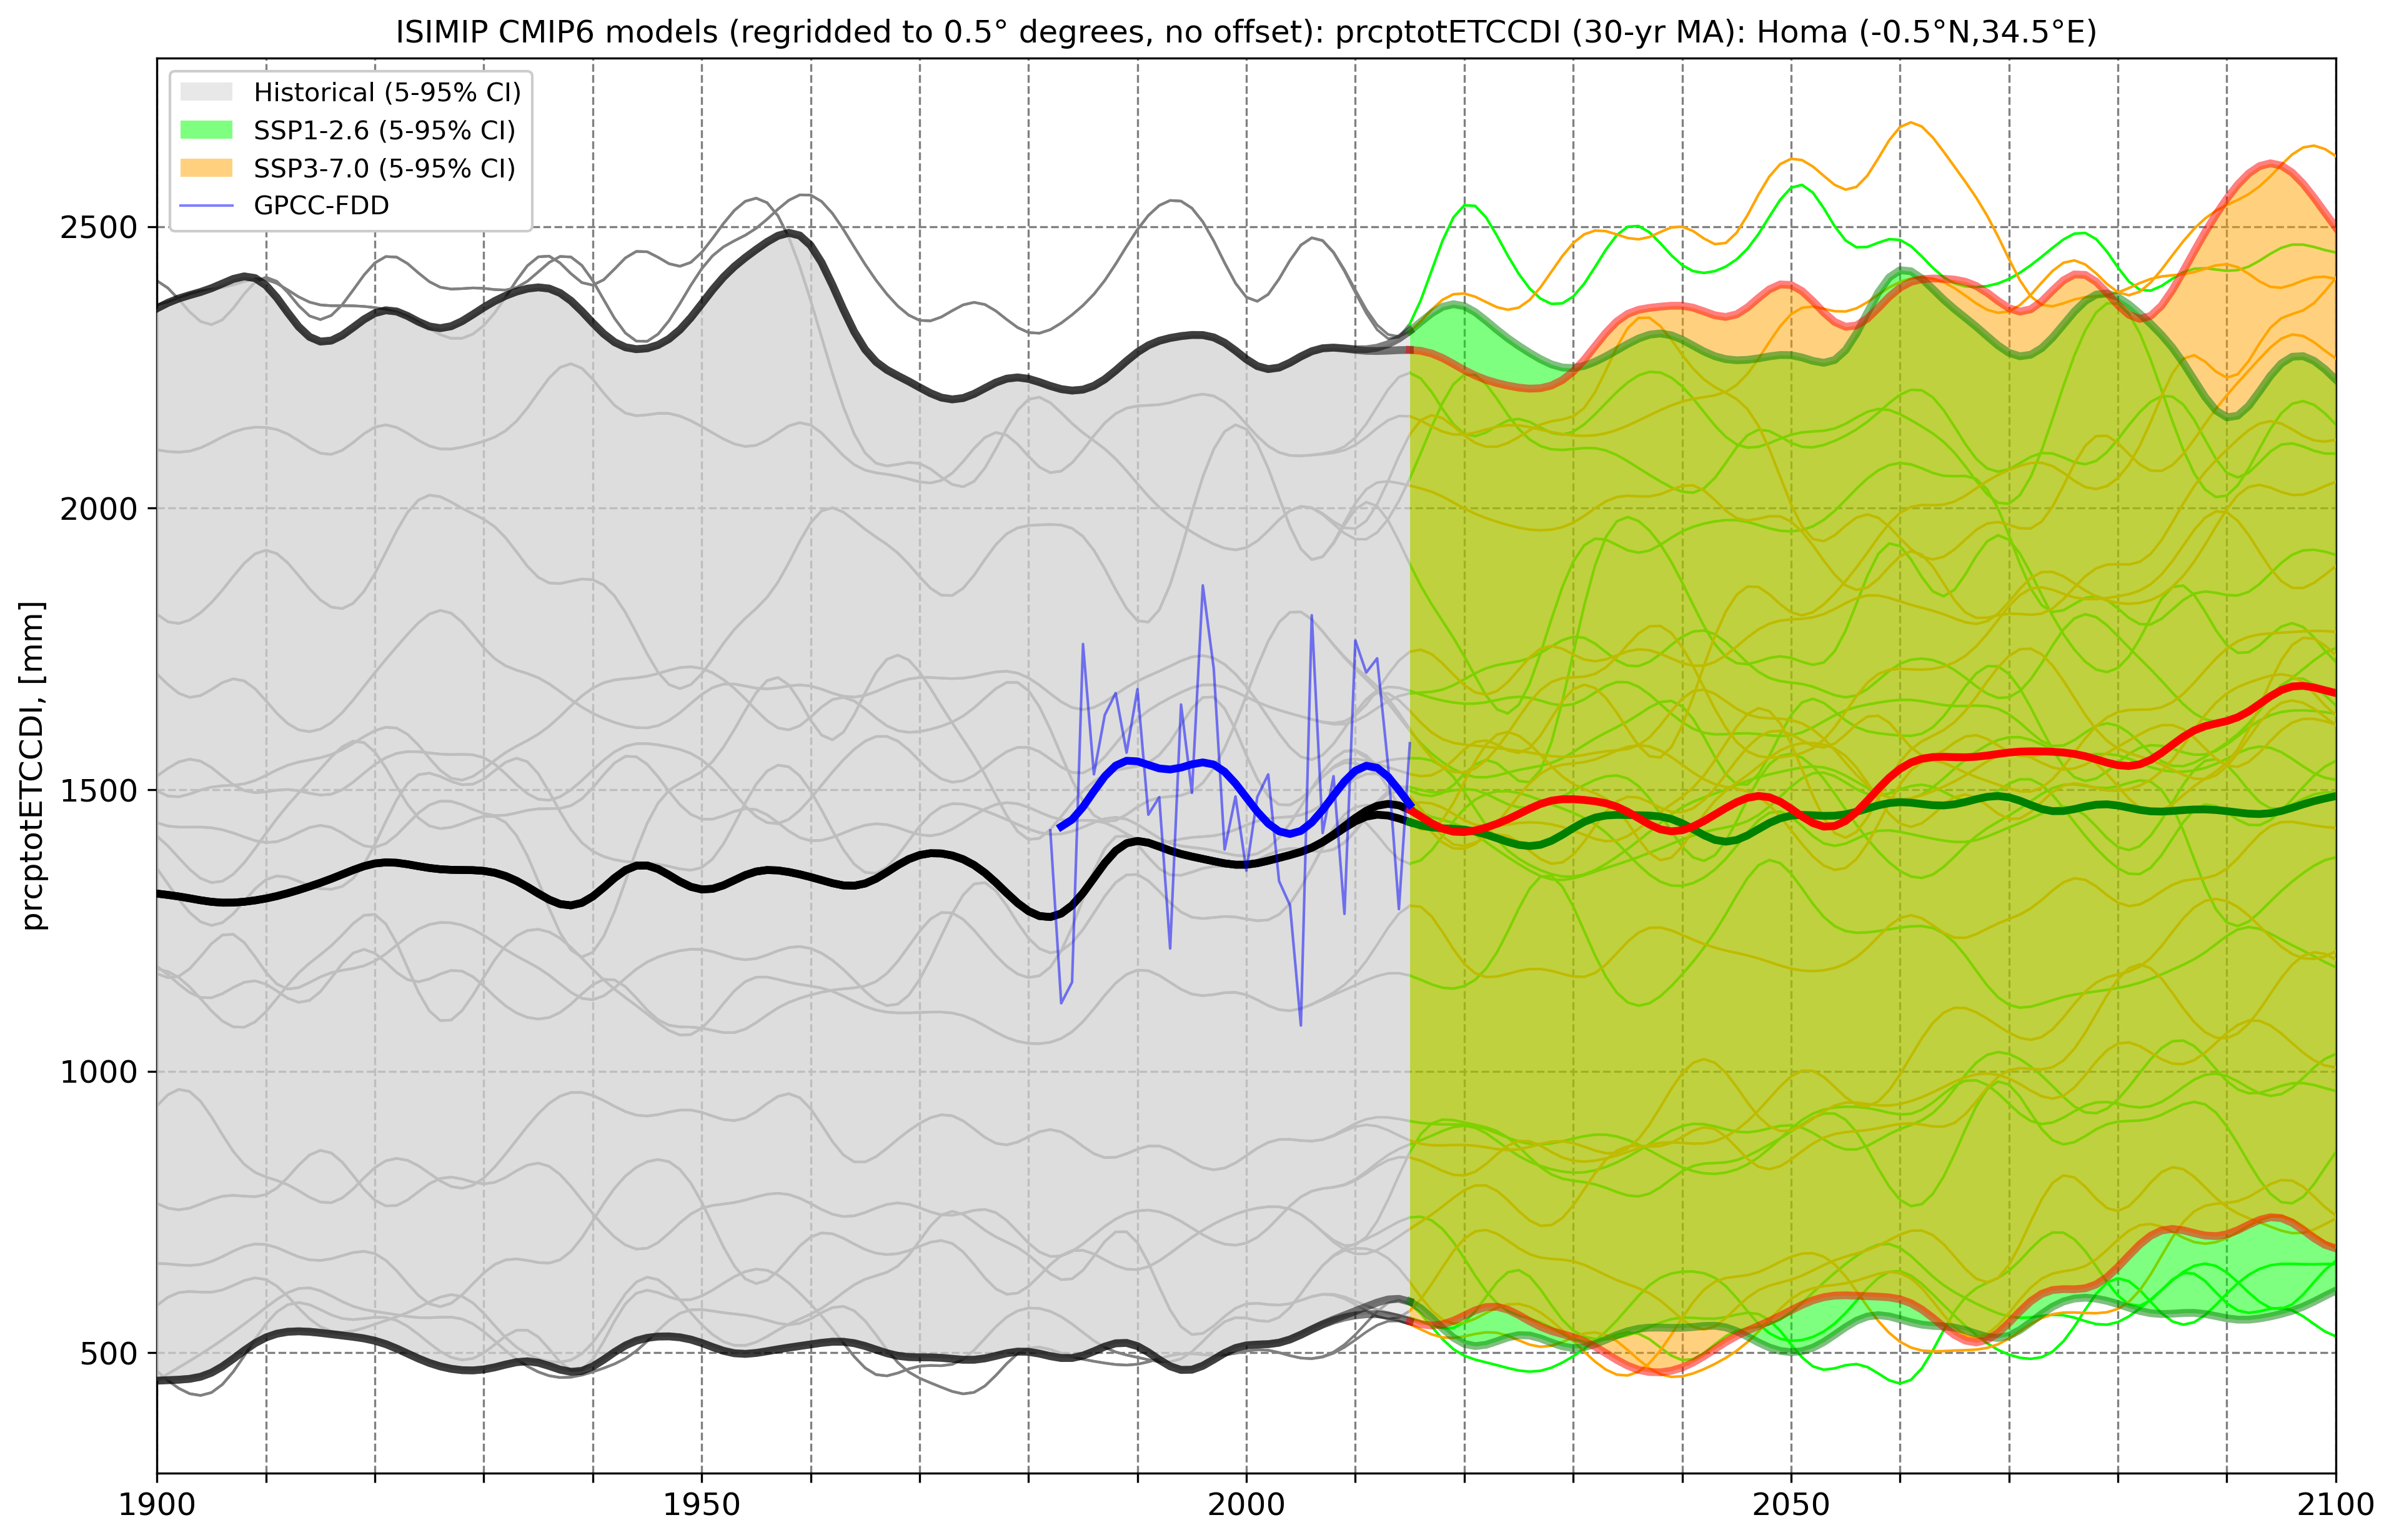 ISIMIP CMIP6 models (regridded to 0.5° degrees, no offset): prcptotETCCDI (30-yr MA): Homa (-0.5°N,34.5°E)
Historical (5-95% CI)
SSP1-2.6 (5-95% CI)
SSP3-7.0 (5-95% CI)
GPCC-FDD
prcptotETCCDI, [mm]
2500
2000
1500
1000
500
1900
1950
2000
2050
2100